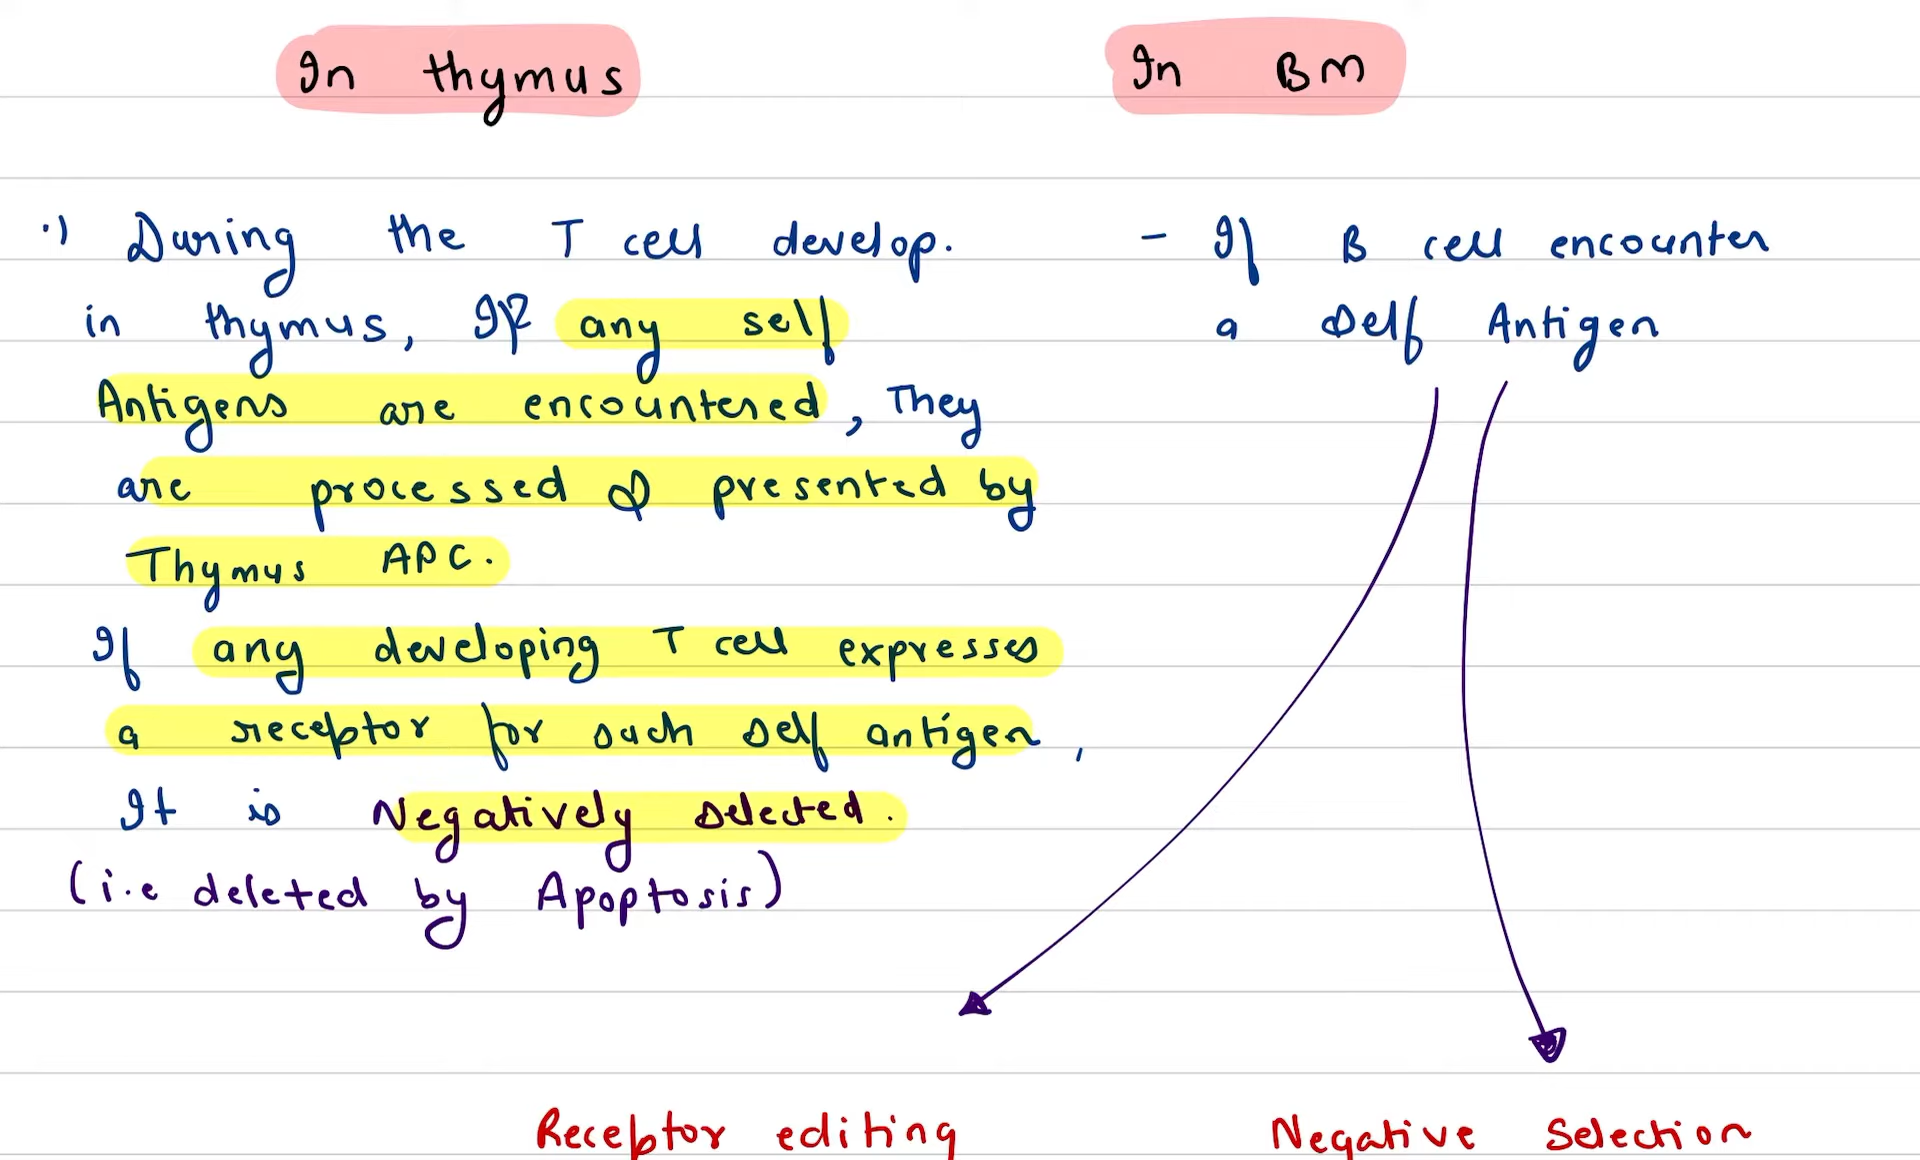 In thymus
·) During the T cell develop.
in thymus, If any self
Antigens are encountered, They
are processed & presented by
Thymus APC.
If any developing T cell expresses
a receptor for such self antigen,
It is Negatively selected.
(i.e deleted by Apoptosis)
In BM
- If B cell encounter
a Self Antigen
Receptor editing
Negative Selection